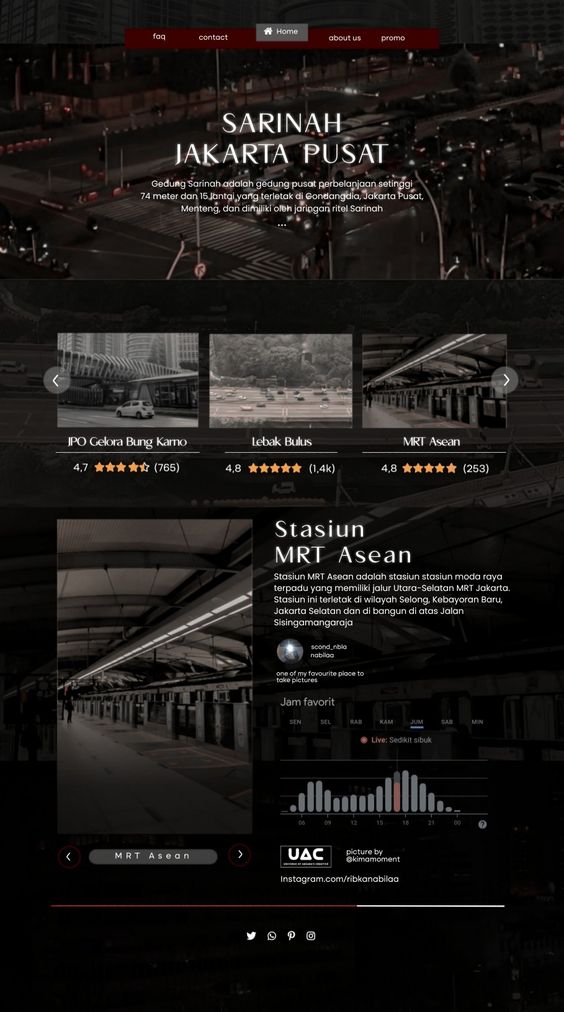 faq
contact
Home
about us
promo
SARINAH
JAKARTA PUSAT
Gedung Sarinah adalah gedung pusat perbelanjaan setinggi
74 meter dan 15 lantai yang terletak di Gondangdia, Jakarta Pusat,
Menteng, dan dimiliki oleh jaringan ritel Sarinah
...
JPO Gelora Bung Karno
4,7 (765)
Lebak Bulus
4,8 (1,4k)
MRT Asean
4,8 (253)
Stasiun
MRT Asean
Stasiun MRT Asean adalah stasiun stasiun moda raya
terpadu yang memiliki jalur Utara-Selatan MRT Jakarta.
Stasiun ini terletak di wilayah Selong, Kebayoran Baru,
Jakarta Selatan dan di bangun di atas Jalan
Sisingamangaraja
scond_nbla
nabilaa
one of my favourite place to
take pictures
Jam favorit
SEN SEL RAB KAM JUM SAB MIN
Live: Sedikit sibuk
06 09 12 15 18 21 00
?
MRT Asean
UAC
picture by
@kimamoment
Instagram.com/ribkanabilaa